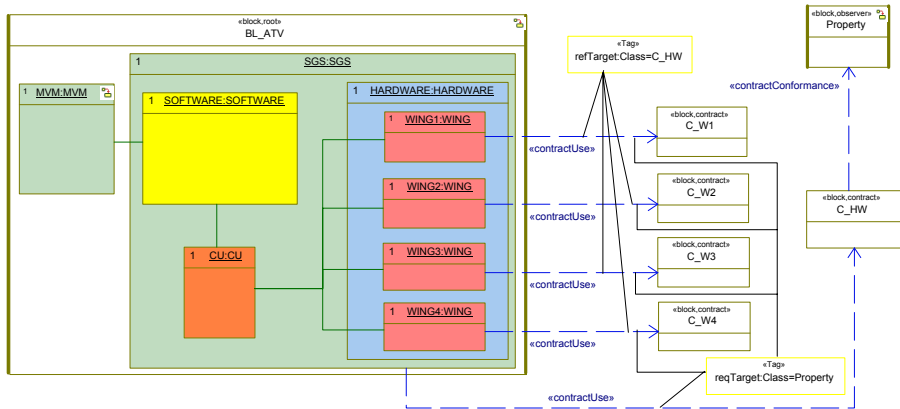 «block,root»
BL_ATV
1 MVM:MVM
1 SGS:SGS
1 SOFTWARE:SOFTWARE
1 CU:CU
1 HARDWARE:HARDWARE
1 WING1:WING
1 WING2:WING
1 WING3:WING
1 WING4:WING
«contractUse»
«contractUse»
«contractUse»
«contractUse»
«contractUse»
«Tag»
refTarget:Class=C_HW
«block,contract»
C_W1
«block,contract»
C_W2
«block,contract»
C_W3
«block,contract»
C_W4
«Tag»
reqTarget:Class=Property
«block,observer»
Property
«contractConformance»
«block,contract»
C_HW